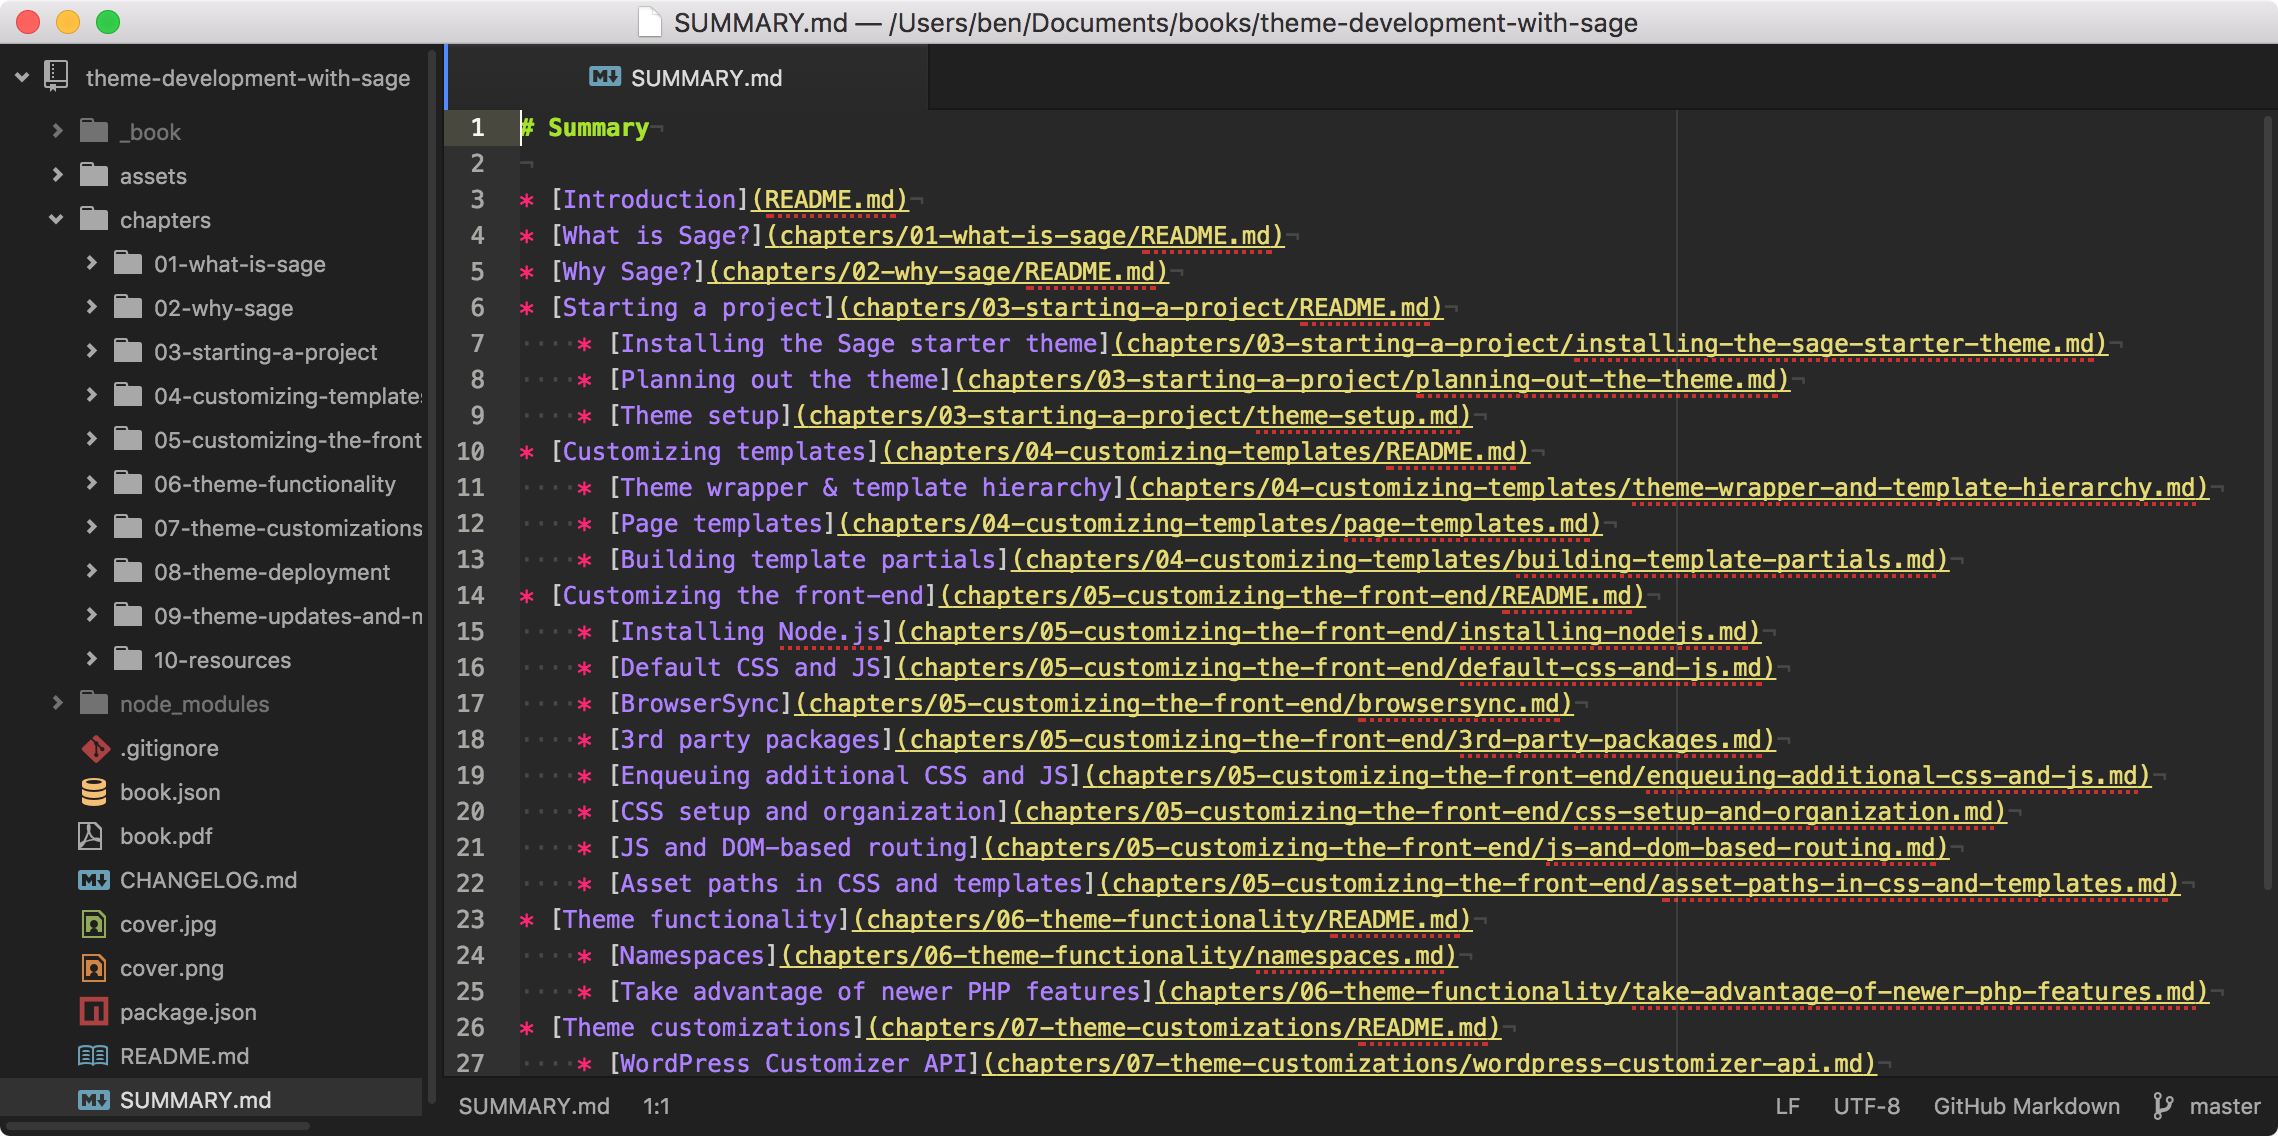 SUMMARY.md — /Users/ben/Documents/books/theme-development-with-sage
theme-development-with-sage
_book
assets
chapters
01-what-is-sage
02-why-sage
03-starting-a-project
04-customizing-templates
05-customizing-the-front
06-theme-functionality
07-theme-customizations
08-theme-deployment
09-theme-updates-and-
10-resources
node_modules
.gitignore
book.json
book.pdf
CHANGELOG.md
cover.jpg
cover.png
package.json
README.md
SUMMARY.md
SUMMARY.md
1 # Summary¬
2 ¬
3 * [Introduction](README.md)¬
4 * [What is Sage?](chapters/01-what-is-sage/README.md)¬
5 * [Why Sage?](chapters/02-why-sage/README.md)¬
6 * [Starting a project](chapters/03-starting-a-project/README.md)¬
7 ····* [Installing the Sage starter theme](chapters/03-starting-a-project/installing-the-sage-starter-theme.md)¬
8 ····* [Planning out the theme](chapters/03-starting-a-project/planning-out-the-theme.md)¬
9 ····* [Theme setup](chapters/03-starting-a-project/theme-setup.md)¬
10 * [Customizing templates](chapters/04-customizing-templates/README.md)¬
11 ····* [Theme wrapper & template hierarchy](chapters/04-customizing-templates/theme-wrapper-and-template-hierarchy.md)¬
12 ····* [Page templates](chapters/04-customizing-templates/page-templates.md)¬
13 ····* [Building template partials](chapters/04-customizing-templates/building-template-partials.md)¬
14 * [Customizing the front-end](chapters/05-customizing-the-front-end/README.md)¬
15 ····* [Installing Node.js](chapters/05-customizing-the-front-end/installing-nodejs.md)¬
16 ····* [Default CSS and JS](chapters/05-customizing-the-front-end/default-css-and-js.md)¬
17 ····* [BrowserSync](chapters/05-customizing-the-front-end/browsersync.md)¬
18 ····* [3rd party packages](chapters/05-customizing-the-front-end/3rd-party-packages.md)¬
19 ····* [Enqueuing additional CSS and JS](chapters/05-customizing-the-front-end/enqueuing-additional-css-and-js.md)¬
20 ····* [CSS setup and organization](chapters/05-customizing-the-front-end/css-setup-and-organization.md)¬
21 ····* [JS and DOM-based routing](chapters/05-customizing-the-front-end/js-and-dom-based-routing.md)¬
22 ····* [Asset paths in CSS and templates](chapters/05-customizing-the-front-end/asset-paths-in-css-and-templates.md)¬
23 * [Theme functionality](chapters/06-theme-functionality/README.md)¬
24 ····* [Namespaces](chapters/06-theme-functionality/namespaces.md)¬
25 ····* [Take advantage of newer PHP features](chapters/06-theme-functionality/take-advantage-of-newer-php-features.md)¬
26 * [Theme customizations](chapters/07-theme-customizations/README.md)¬
27 ····* [WordPress Customizer API](chapters/07-theme-customizations/wordpress-customizer-api.md)¬
SUMMARY.md 1:1 LF UTF-8 GitHub Markdown master